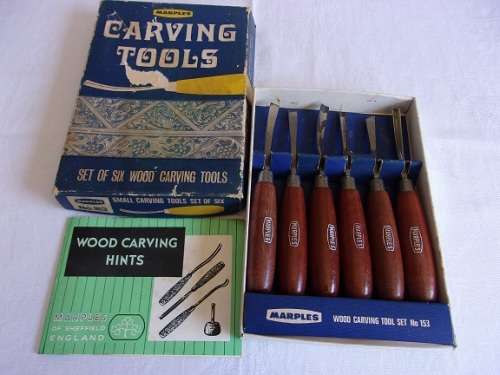 MARPLES
CARVING
TOOLS
SET OF SIX WOOD CARVING TOOLS
SMALL CARVING TOOLS SET OF SIX
WOOD CARVING
HINTS
MARPLES
OF SHEFFIELD
ENGLAND
MARPLES
MARPLES
MARPLES
MARPLES
MARPLES
MARPLES
MARPLES WOOD CARVING TOOL SET No 153